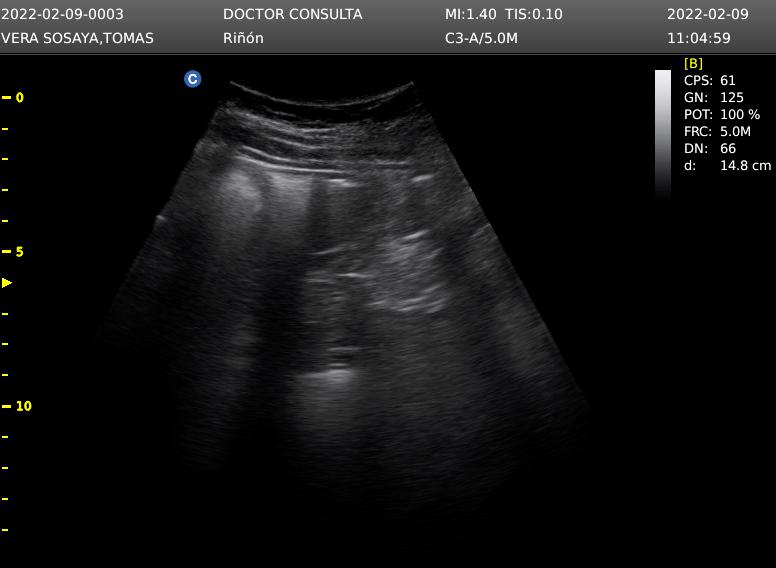 2022-02-09-0003 DOCTOR CONSULTA MI:1.40 TIS:0.10 2022-02-09
VERA SOSAYA,TOMAS Riñón C3-A/5.0M 11:04:59
C
[B]
CPS: 61
GN: 125
POT: 100 %
FRC: 5.0M
DN: 66
d: 14.8 cm
0
5
10